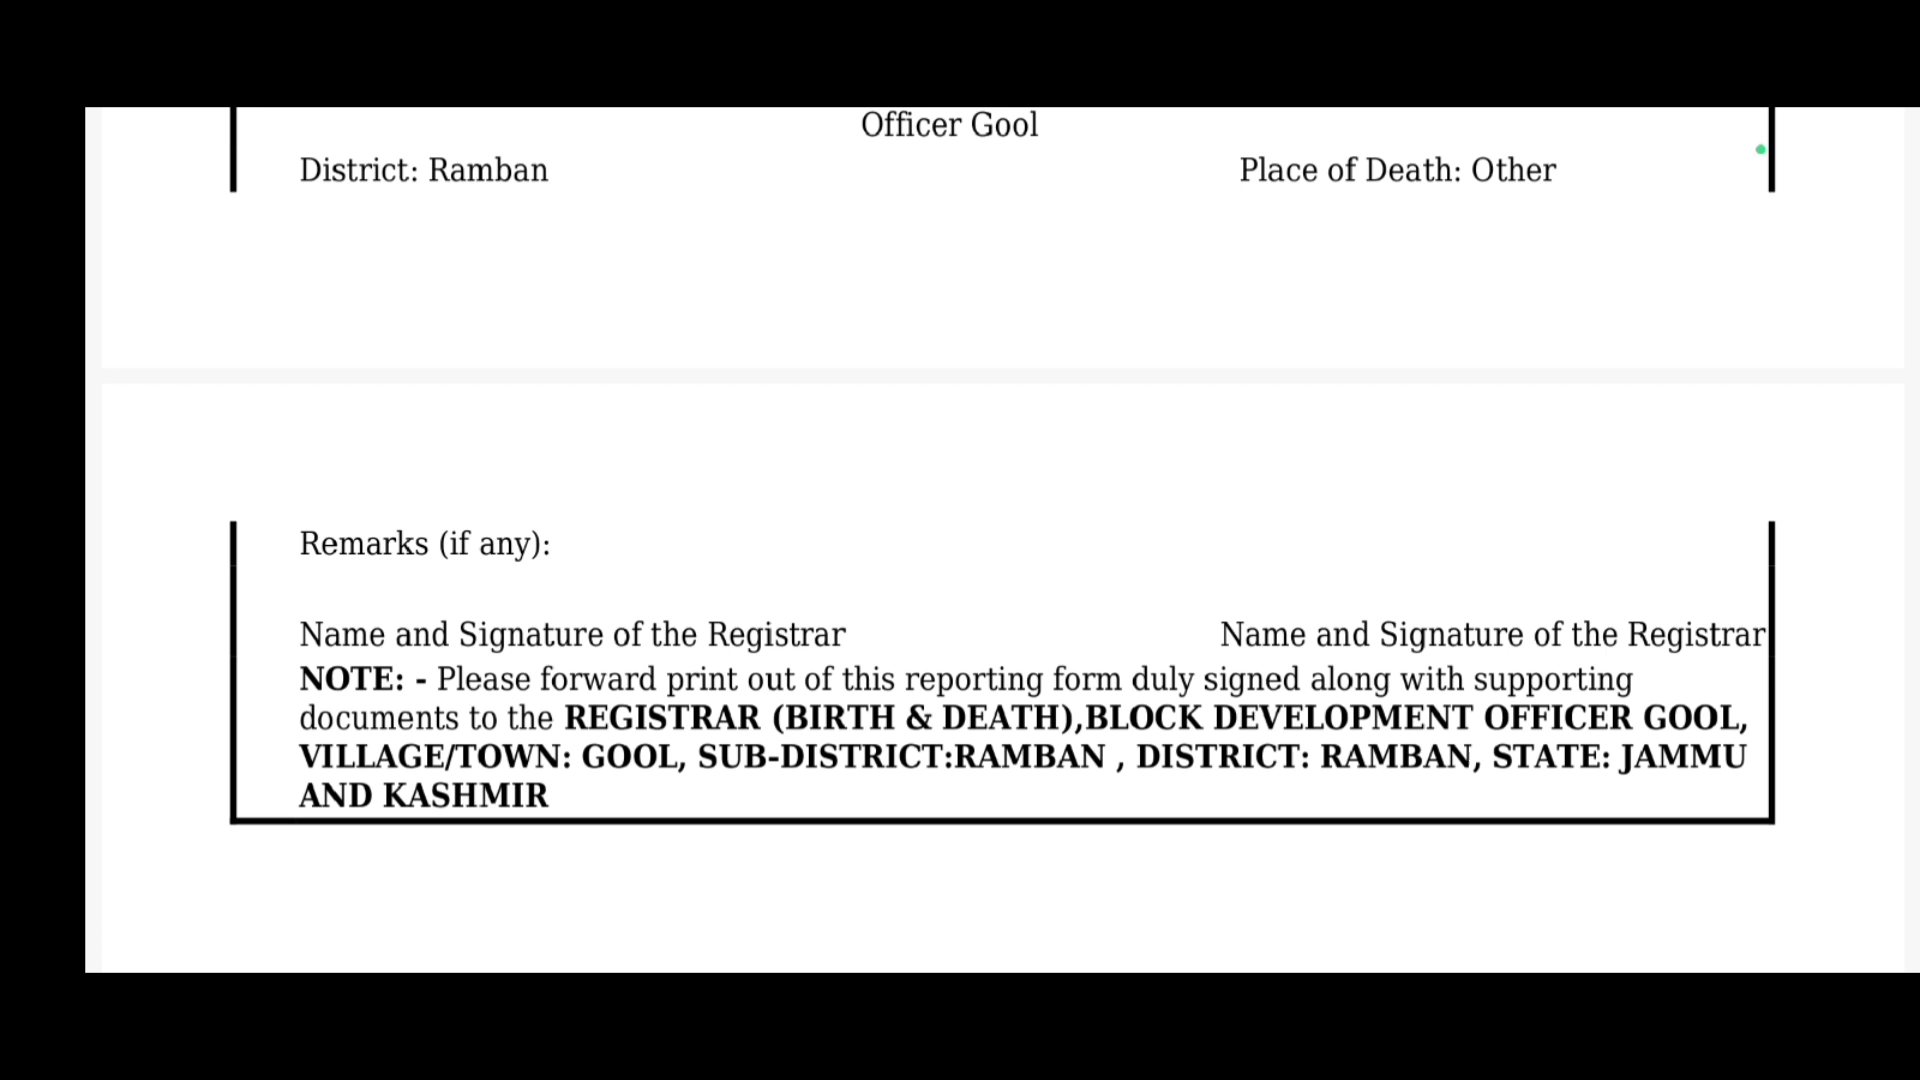 Officer Gool
District: Ramban Place of Death: Other
Remarks (if any):
Name and Signature of the Registrar Name and Signature of the Registrar
NOTE: - Please forward print out of this reporting form duly signed along with supporting
documents to the REGISTRAR (BIRTH & DEATH),BLOCK DEVELOPMENT OFFICER GOOL,
VILLAGE/TOWN: GOOL, SUB-DISTRICT:RAMBAN , DISTRICT: RAMBAN, STATE: JAMMU
AND KASHMIR